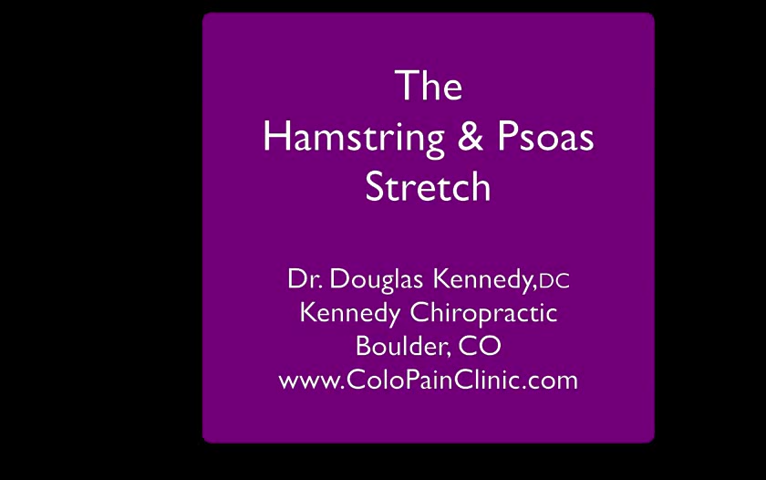 The
Hamstring & Psoas
Stretch
Dr. Douglas Kennedy,DC
Kennedy Chiropractic
Boulder, CO
www.ColoPainClinic.com